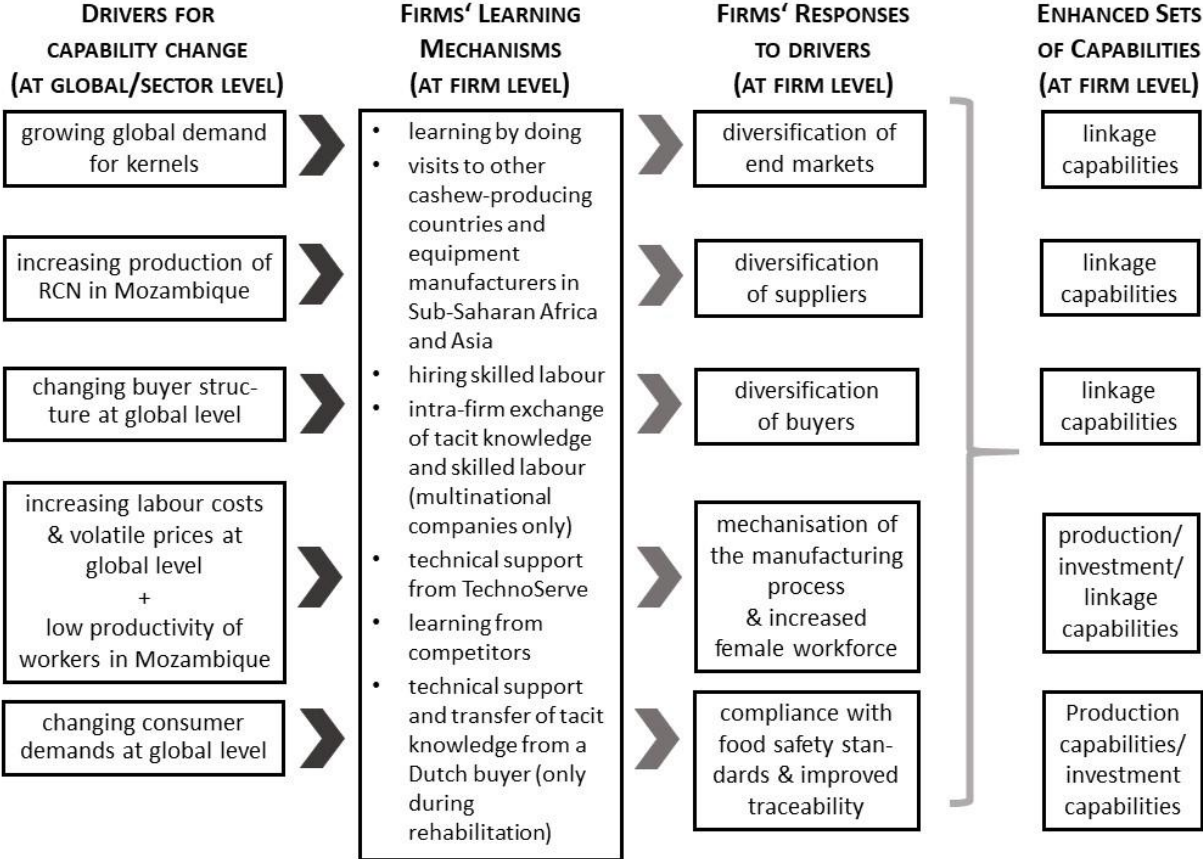 DRIVERS FOR
CAPABILITY CHANGE
(AT GLOBAL/SECTOR LEVEL)
growing global demand
for kernels
increasing production of
RCN in Mozambique
changing buyer struc-
ture at global level
increasing labour costs
& volatile prices at
global level
+
low productivity of
workers in Mozambique
changing consumer
demands at global level
FIRMS‘ LEARNING
MECHANISMS
(AT FIRM LEVEL)
• learning by doing
• visits to other
cashew-producing
countries and
equipment
manufacturers in
Sub-Saharan Africa
and Asia
• hiring skilled labour
• intra-firm exchange
of tacit knowledge
and skilled labour
(multinational
companies only)
• technical support
from TechnoServe
• learning from
competitors
• technical support
and transfer of tacit
knowledge from a
Dutch buyer (only
during
rehabilitation)
FIRMS‘ RESPONSES
TO DRIVERS
(AT FIRM LEVEL)
diversification of
end markets
diversification
of suppliers
diversification
of buyers
mechanisation of
the manufacturing
process
& increased
female workforce
compliance with
food safety stan-
dards & improved
traceability
ENHANCED SETS
OF CAPABILITIES
(AT FIRM LEVEL)
linkage
capabilities
linkage
capabilities
linkage
capabilities
production/
investment/
linkage
capabilities
Production
capabilities/
investment
capabilities